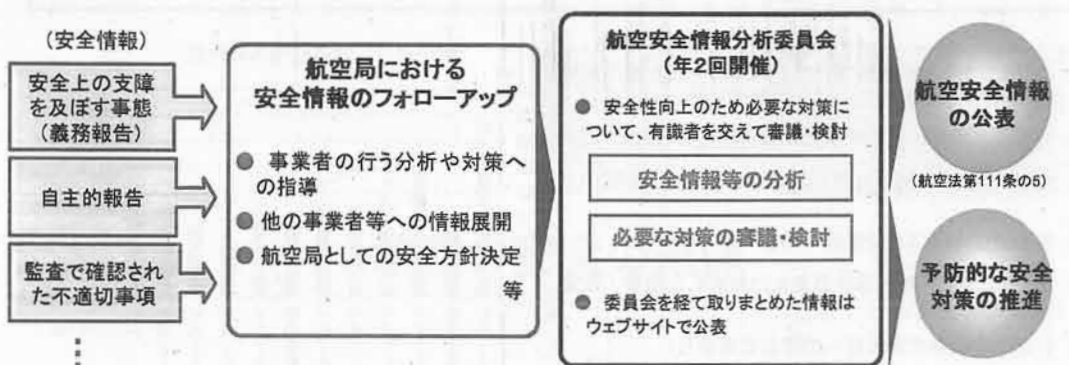 (安全情報)
安全上の支障
を及ぼす事態
(義務報告)
自主的報告
監査で確認され
た不適切事項
航空局における
安全情報のフォローアップ
● 事業者の行う分析や対策へ
の指導
● 他の事業者等への情報展開
● 航空局としての安全方針決定
等
航空安全情報分析委員会
(年2回開催)
● 安全性向上のため必要な対策に
ついて、有識者を交えて審議・検討
安全情報等の分析
必要な対策の審議・検討
● 委員会を経て取りまとめた情報は
ウェブサイトで公表
航空安全情報
の公表
(航空法第111条の5)
予防的な安全
対策の推進